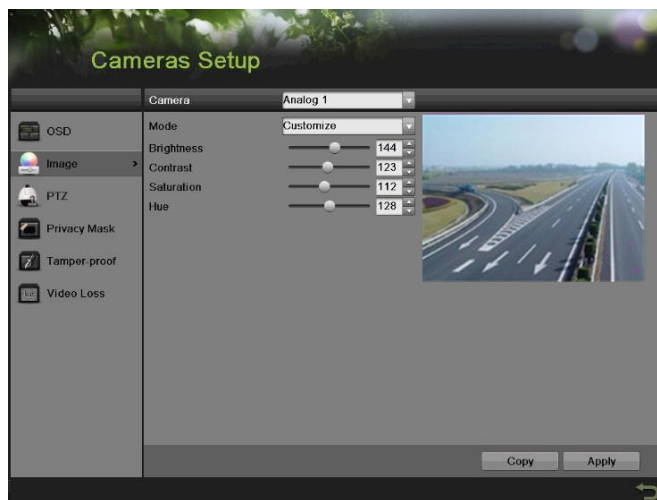 Cameras Setup
Camera Analog 1
OSD
Image
PTZ
Privacy Mask
Tamper-proof
Video Loss
Mode Customize
Brightness 144
Contrast 123
Saturation 112
Hue 128
Copy Apply